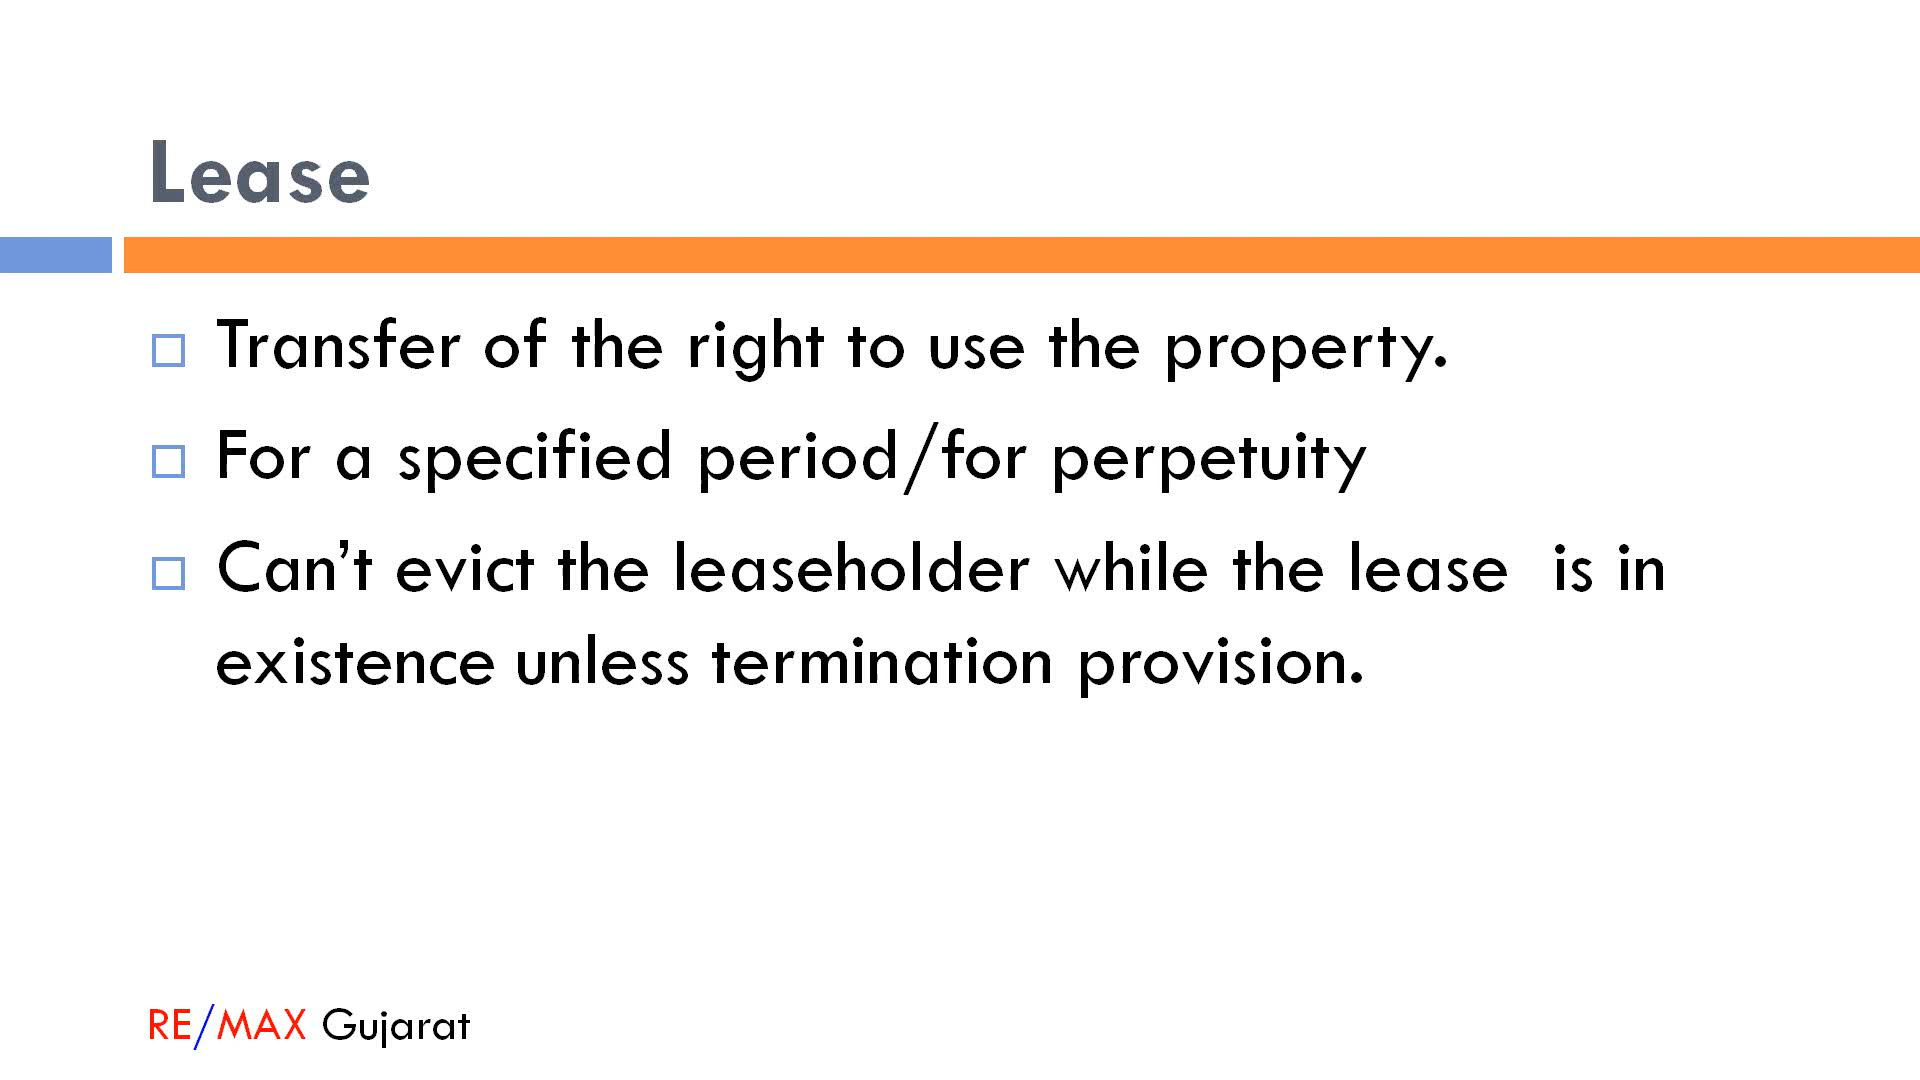 Lease
Transfer of the right to use the property.
For a specified period/for perpetuity
Can’t evict the leaseholder while the lease  is in
existence unless termination provision.
RE/MAX Gujarat